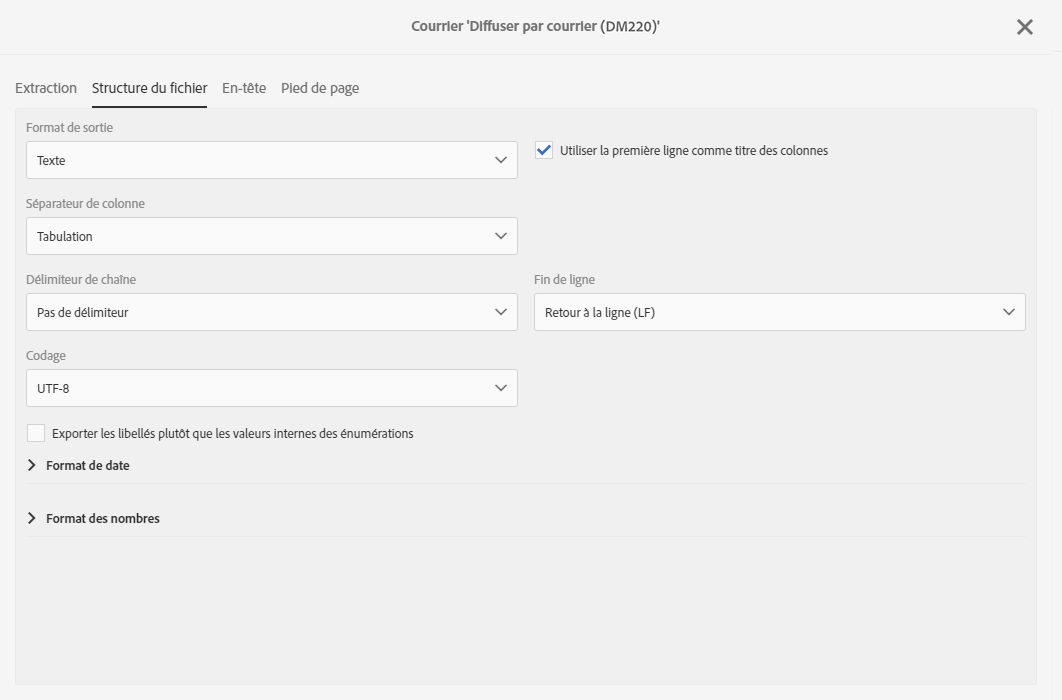 Courrier 'Diffuser par courrier (DM220)'
Extraction
Structure du fichier
En-tête
Pied de page
Format de sortie
Texte
Utiliser la première ligne comme titre des colonnes
Séparateur de colonne
Tabulation
Délimiteur de chaîne
Fin de ligne
Pas de délimiteur
Retour à la ligne (LF)
Codage
UTF-8
Exporter les libellés plutôt que les valeurs internes des énumérations
Format de date
Format des nombres